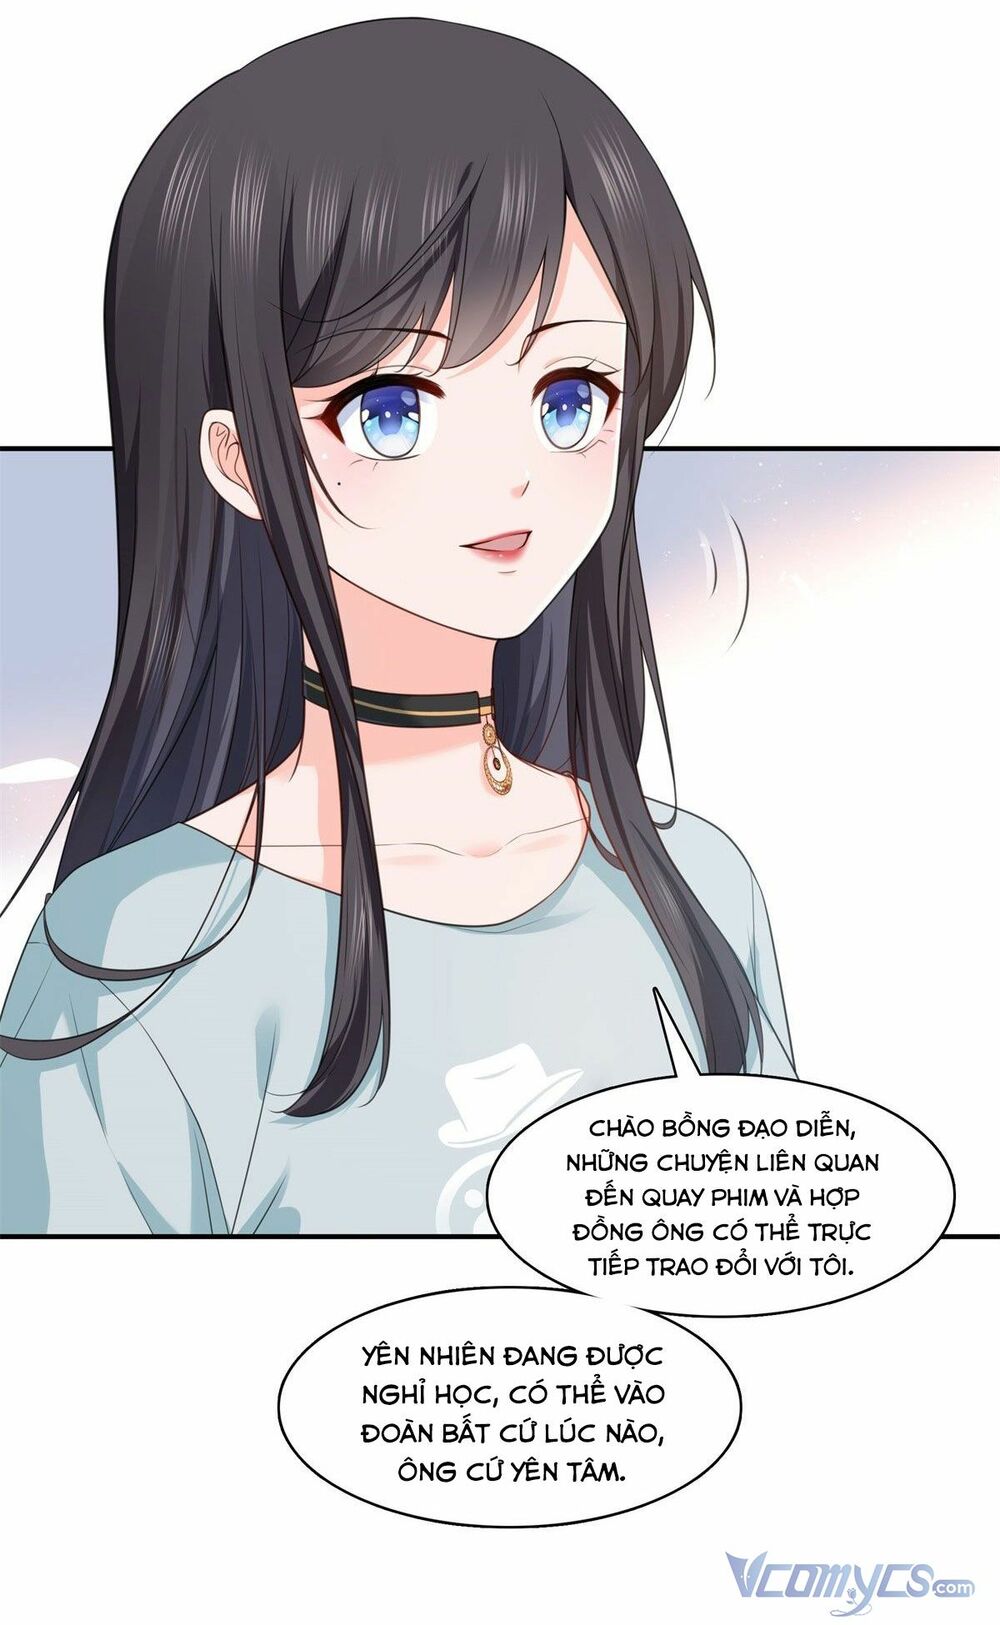 CHÀO BỒNG ĐẠO DIỄN,
NHỮNG CHUYỆN LIÊN QUAN
ĐẾN QUAY PHIM VÀ HỢP
ĐỒNG ÔNG CÓ THỂ TRỰC
TIẾP TRAO ĐỔI VỚI TÔI.
YÊN NHIÊN ĐANG ĐƯỢC
NGHỈ HỌC, CÓ THỂ VÀO
ĐOÀN BẤT CỨ LÚC NÀO,
ÔNG CỨ YÊN TÂM.
VCOMYCS.com